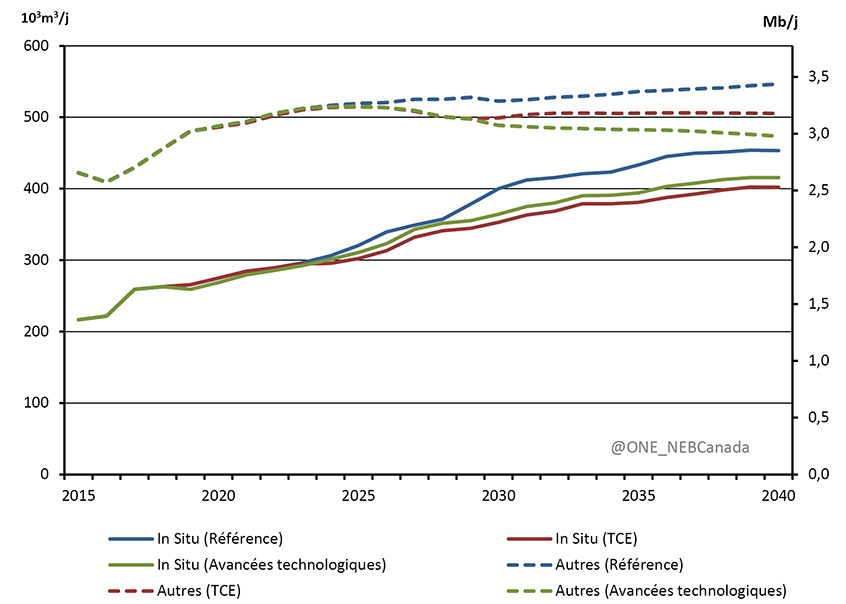 10³m³/j Mb/j
600
500
400
300
200
100
0
3,5
3,0
2,5
2,0
1,5
1,0
0,5
0,0
@ONE_NEBCanada
2015 2020 2025 2030 2035 2040
In Situ (Référence) In Situ (TCE)
In Situ (Avancées technologiques) Autres (Référence)
Autres (TCE) Autres (Avancées technologiques)